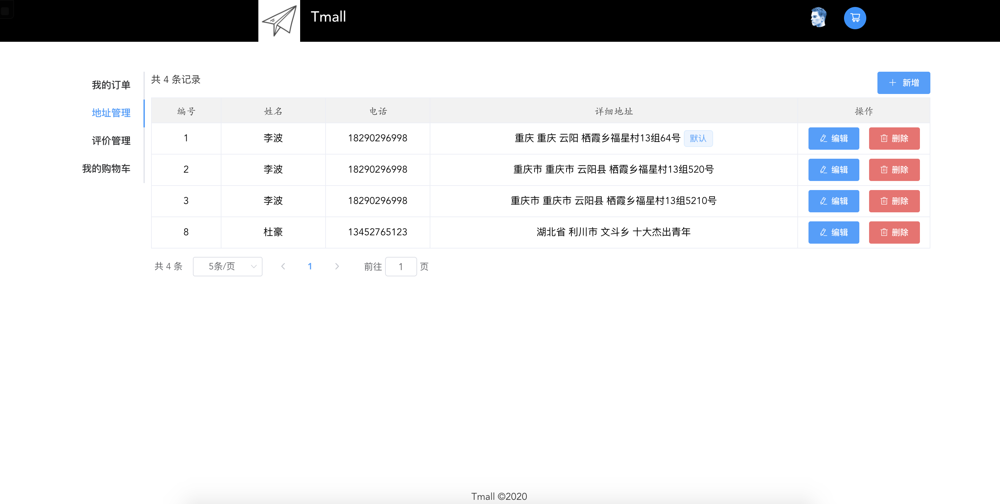 Tmall
我的订单
地址管理
评价管理
我的购物车
共 4 条记录
新增
编号 姓名 电话 详细地址 操作
1 李波 18290296998 重庆 重庆 云阳 栖霞乡福星村13组64号 默认 编辑 删除
2 李波 18290296998 重庆市 重庆市 云阳县 栖霞乡福星村13组520号 编辑 删除
3 李波 18290296998 重庆市 重庆市 云阳县 栖霞乡福星村13组5210号 编辑 删除
8 杜豪 13452765123 湖北省 利川市 文斗乡 十大杰出青年 编辑 删除
共 4 条 5条/页 1 前往 1 页
Tmall ©2020